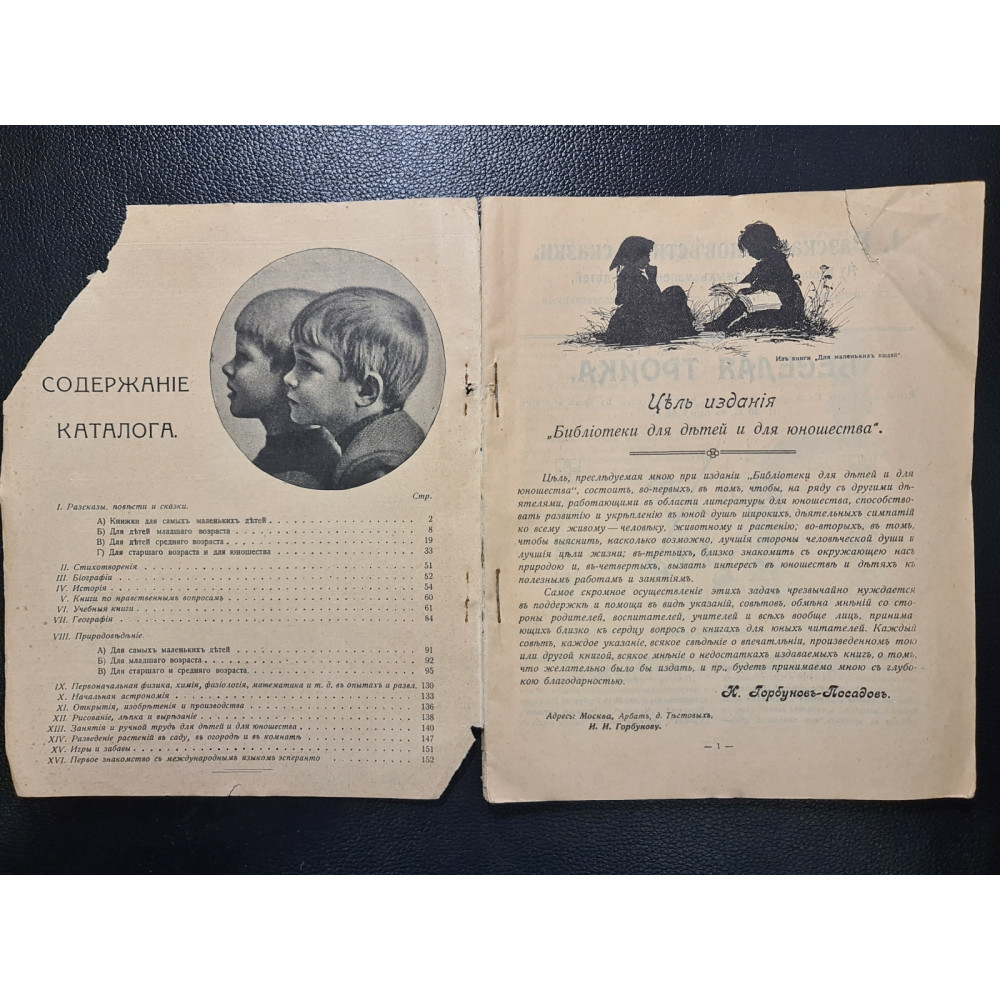 СОДЕРЖАНІЕ
КАТАЛОГА.
Стр.
I. Разсказы, повѣсти и сказки.
А) Книжки для самыхъ маленькихъ дѣтей 2
Б) Для дѣтей младшаго возраста 8
В) Для дѣтей средняго возраста 19
Г) Для старшаго возраста и для юношества 33
II. Стихотворенія 51
III. Біографіи 52
IV. Исторія 54
V. Книги по нравственнымъ вопросамъ 60
VI. Учебныя книги 61
VII. Географія 84
VIII. Природовѣдѣніе.
А) Для самыхъ маленькихъ дѣтей 91
Б) Для младшаго возраста 92
В) Для старшаго и средняго возраста 95
IX. Первоначальная физика, химія, физіологія, математика и т. д. въ опытахъ и развл. 130
X. Начальная астрономія 133
XI. Открытія, изобрѣтенія и производства 136
XII. Рисованіе, лѣпка и вырѣзаніе 138
XIII. Занятія и ручной трудъ для дѣтей и юношества 140
XIV. Разведеніе растеній въ саду, въ огородѣ и въ комнатѣ 147
XV. Игры и забавы 151
XVI. Первое знакомство съ международнымъ языкомъ эсперанто 152
Изъ книги „Для маленькихъ людей“.
Цѣль изданія
„Библіотеки для дѣтей и для юношества“.
Цѣль, преслѣдуемая мною при изданіи „Библіотеки для дѣтей и для
юношества“, состоитъ, во-первыхъ, въ томъ, чтобы, на ряду съ другими дѣ-
ятелями, работающими въ области литературы для юношества, способство-
вать развитію и укрѣпленію въ юной душѣ широкихъ, дѣятельныхъ симпатій
ко всему живому—человѣку, животному и растенію; во-вторыхъ, въ томъ,
чтобы выяснить, насколько возможно, лучшія стороны человѣческой души и
лучшія цѣли жизни; въ-третьихъ, близко знакомить съ окружающею насъ
природою и, въ-четвертыхъ, вызвать интересъ въ юношествѣ и дѣтяхъ къ
полезнымъ работамъ и занятіямъ.
Самое скромное осуществленіе этихъ задачъ чрезвычайно нуждается
въ поддержкѣ и помощи въ видѣ указаній, совѣтовъ, обмѣна мнѣній со сто-
роны родителей, воспитателей, учителей и всѣхъ вообще лицъ, принима
ющихъ близко къ сердцу вопросъ о книгахъ для юныхъ читателей. Каждый
совѣтъ, каждое указаніе, всякое свѣдѣніе о впечатлѣніи, произведенномъ тою
или другой книгой, всякое мнѣніе о недостаткахъ издаваемыхъ книгъ, о томъ,
что желательно было бы издать, и пр., будетъ принимаемо мною съ глубо-
кою благодарностью.
И. Горбуновъ-Посадовъ.
Адресъ: Москва, Арбатъ, д. Тѣстовыхъ.
И. И. Горбунову.
— 1 —